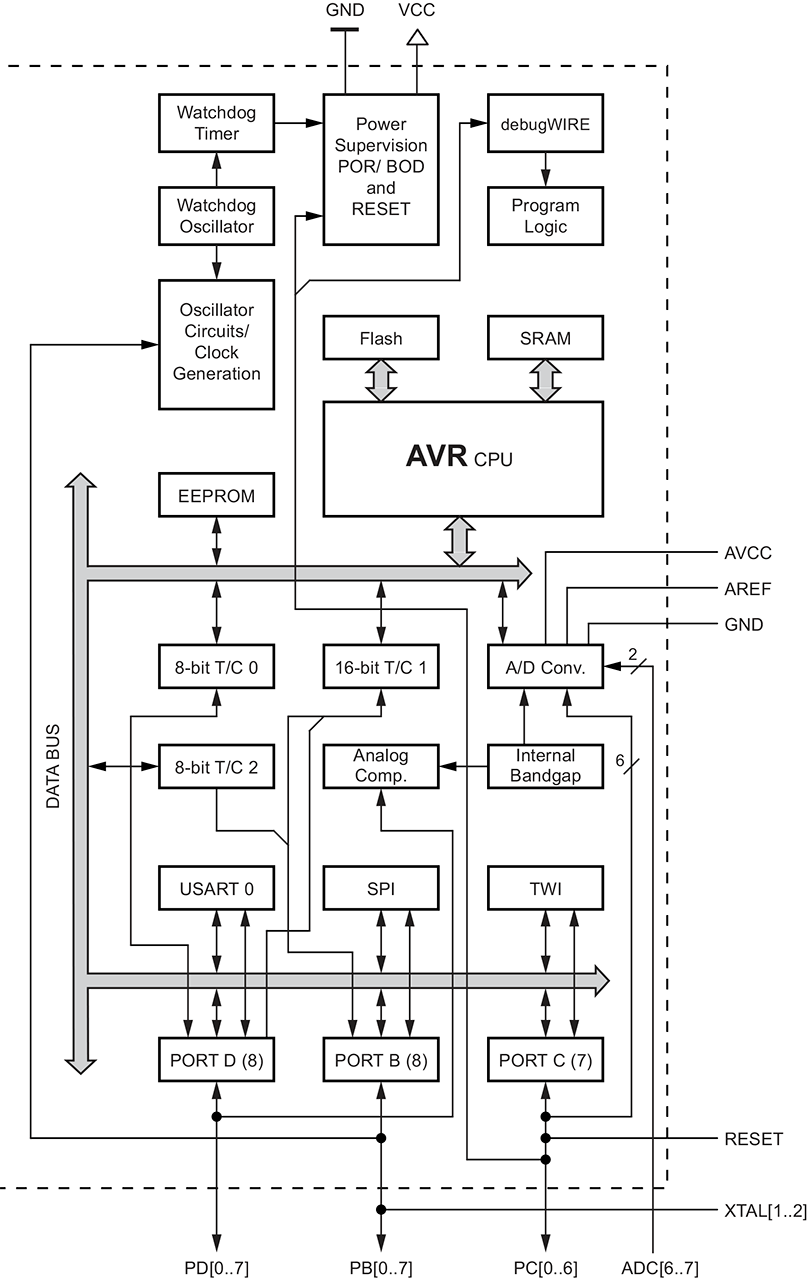 GND
VCC
Watchdog
Timer
Power
Supervision
POR/ BOD
and
RESET
debugWIRE
Watchdog
Oscillator
Program
Logic
Oscillator
Circuits/
Clock
Generation
Flash
SRAM
AVR CPU
EEPROM
AVCC
AREF
GND
8-bit T/C 0
16-bit T/C 1
A/D Conv.
2
DATA BUS
8-bit T/C 2
Analog
Comp.
Internal
Bandgap
6
USART 0
SPI
TWI
PORT D (8)
PORT B (8)
PORT C (7)
RESET
XTAL[1..2]
PD[0..7]
PB[0..7]
PC[0..6]
ADC[6..7]